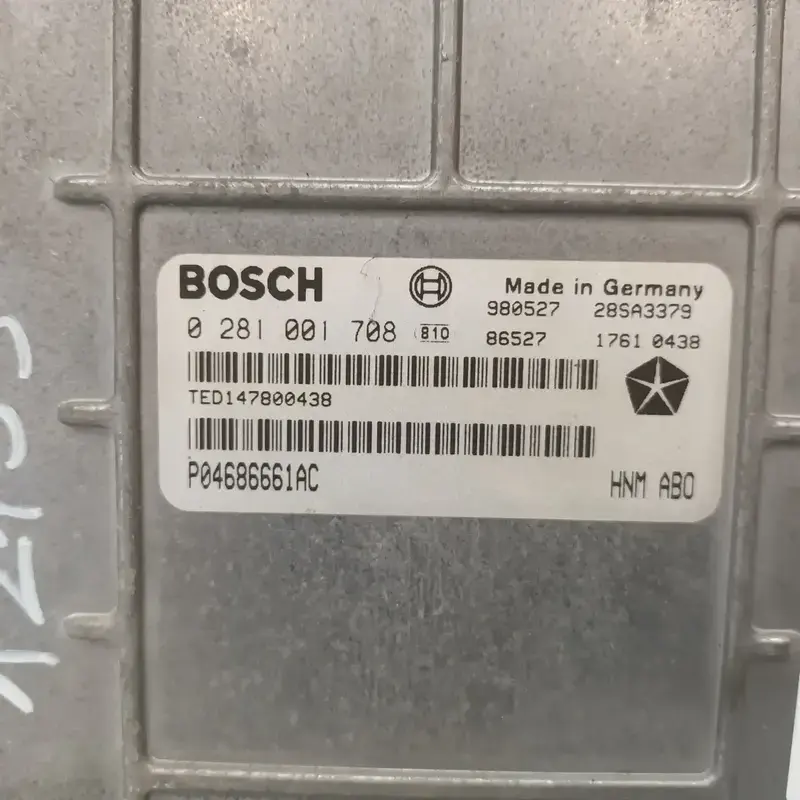 BOSCH Made in Germany
980527 28SA3379
0 281 001 708 810 86527 1761 0438
TED147800438
P04686661AC HNM ABO